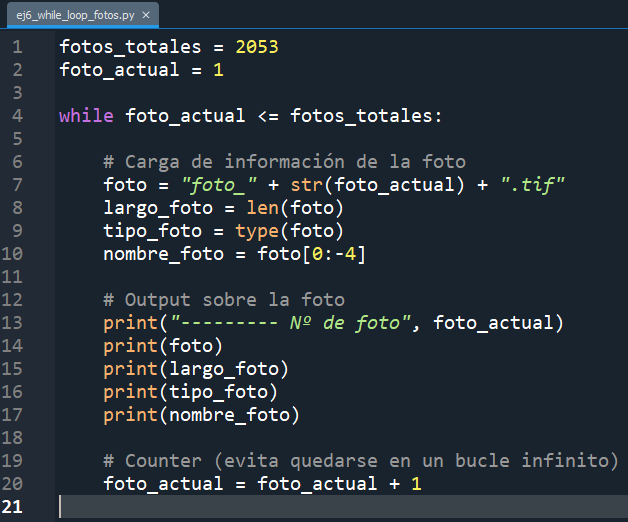 ej6_while_loop_fotos.py ×
1 fotos_totales = 2053
2 foto_actual = 1
3
4 while foto_actual <= fotos_totales:
5
6 # Carga de información de la foto
7 foto = "foto_" + str(foto_actual) + ".tif"
8 largo_foto = len(foto)
9 tipo_foto = type(foto)
10 nombre_foto = foto[0:-4]
11
12 # Output sobre la foto
13 print("--------- Nº de foto", foto_actual)
14 print(foto)
15 print(largo_foto)
16 print(tipo_foto)
17 print(nombre_foto)
18
19 # Counter (evita quedarse en un bucle infinito)
20 foto_actual = foto_actual + 1
21